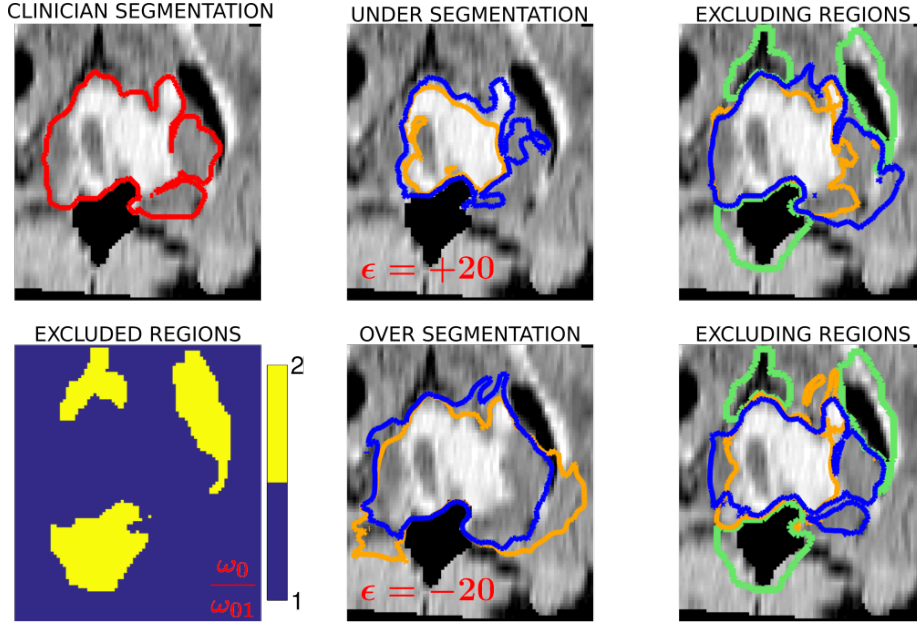 CLINICIAN SEGMENTATION
UNDER SEGMENTATION
EXCLUDING REGIONS
ϵ = +20
EXCLUDED REGIONS
OVER SEGMENTATION
EXCLUDING REGIONS
2
1
ω0
ω01
ϵ = −20